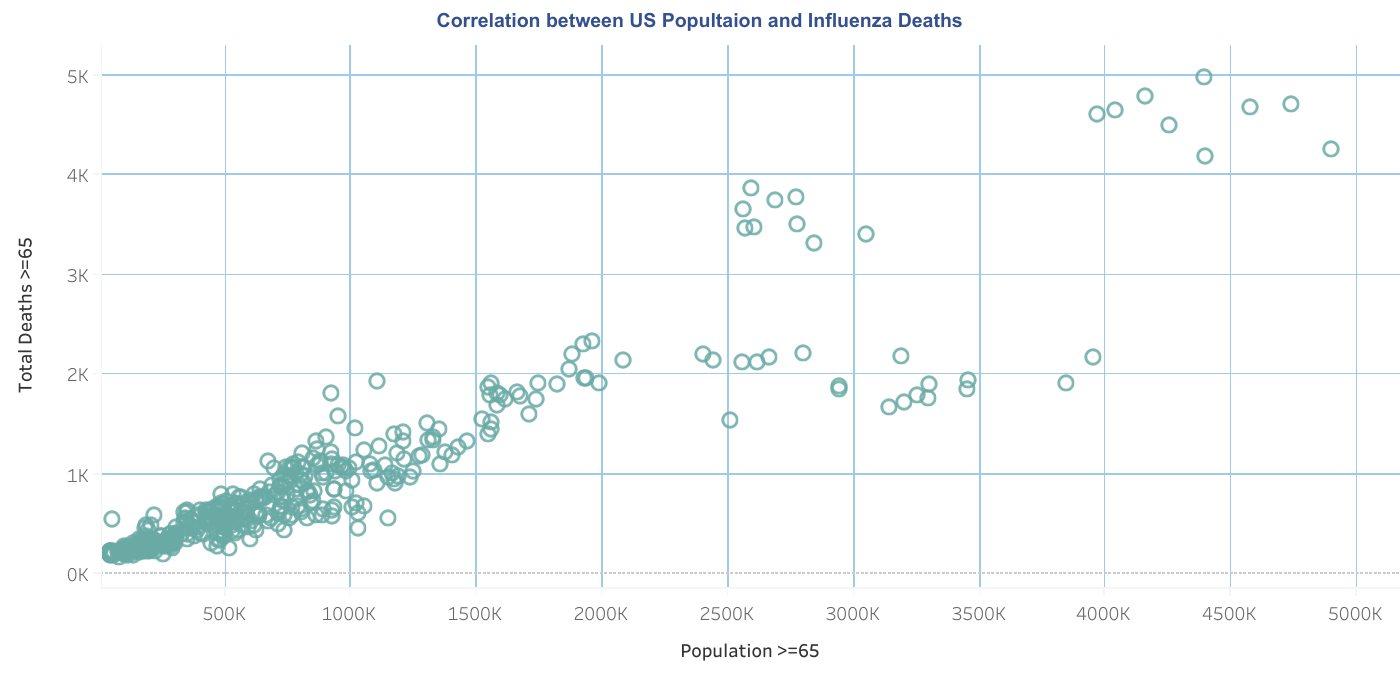 Correlation between US Popultaion and Influenza Deaths
5K
4K
3K
2K
1K
0K
Total Deaths >=65
500K 1000K 1500K 2000K 2500K 3000K 3500K 4000K 4500K 5000K
Population >=65